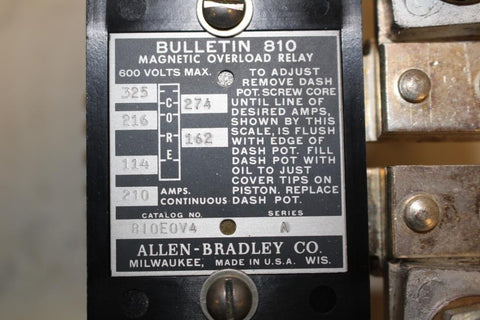 BULLETIN 810
MAGNETIC OVERLOAD RELAY
600 VOLTS MAX. TO ADJUST
REMOVE DASH
325 POT. SCREW CORE
C 274 UNTIL LINE OF
216 O DESIRED AMPS,
SHOWN BY THIS
R 162 SCALE, IS FLUSH
WITH EDGE OF
114 E DASH POT. FILL
DASH POT WITH
OIL TO JUST
COVER TIPS ON
210 AMPS. PISTON. REPLACE
CONTINUOUS DASH POT.
CATALOG NO. SERIES
810EOV4 A
ALLEN-BRADLEY CO.
MILWAUKEE, MADE IN U.S.A. WIS.